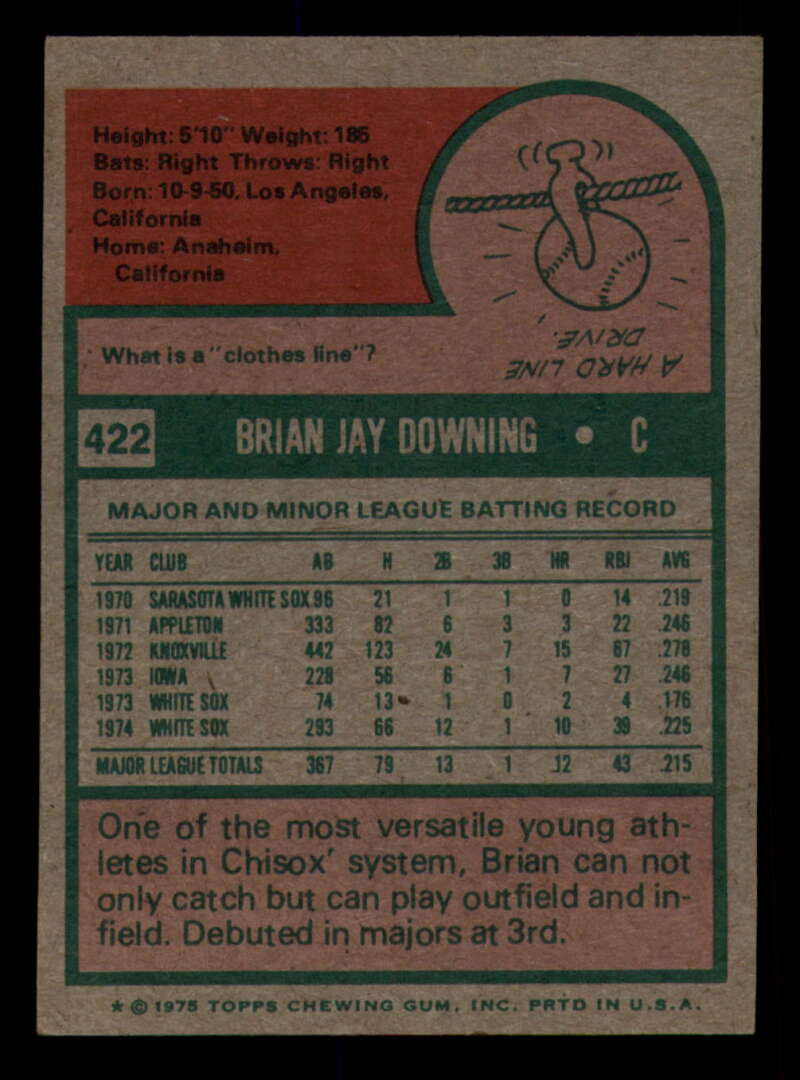 Height: 5'10" Weight: 185
Bats: Right Throws: Right
Born: 10-9-50, Los Angeles,
California
Home: Anaheim,
California
What is a "clothes line"?
A HARD LINE
DRIVE.
422 BRIAN JAY DOWNING • C
MAJOR AND MINOR LEAGUE BATTING RECORD
YEAR CLUB AB H 2B 3B HR RBI AVG
1970 SARASOTA WHITE SOX 96 21 1 1 0 14 .219
1971 APPLETON 333 82 6 3 3 22 .246
1972 KNOXVILLE 442 123 24 7 15 67 .278
1973 IOWA 228 56 6 1 7 27 .246
1973 WHITE SOX 74 13 1 0 2 4 .176
1974 WHITE SOX 293 66 12 1 10 39 .225
MAJOR LEAGUE TOTALS 367 79 13 1 12 43 .215
One of the most versatile young ath-
letes in Chisox' system, Brian can not
only catch but can play outfield and in-
field. Debuted in majors at 3rd.
* © 1975 TOPPS CHEWING GUM, INC. PRTD IN U.S.A.